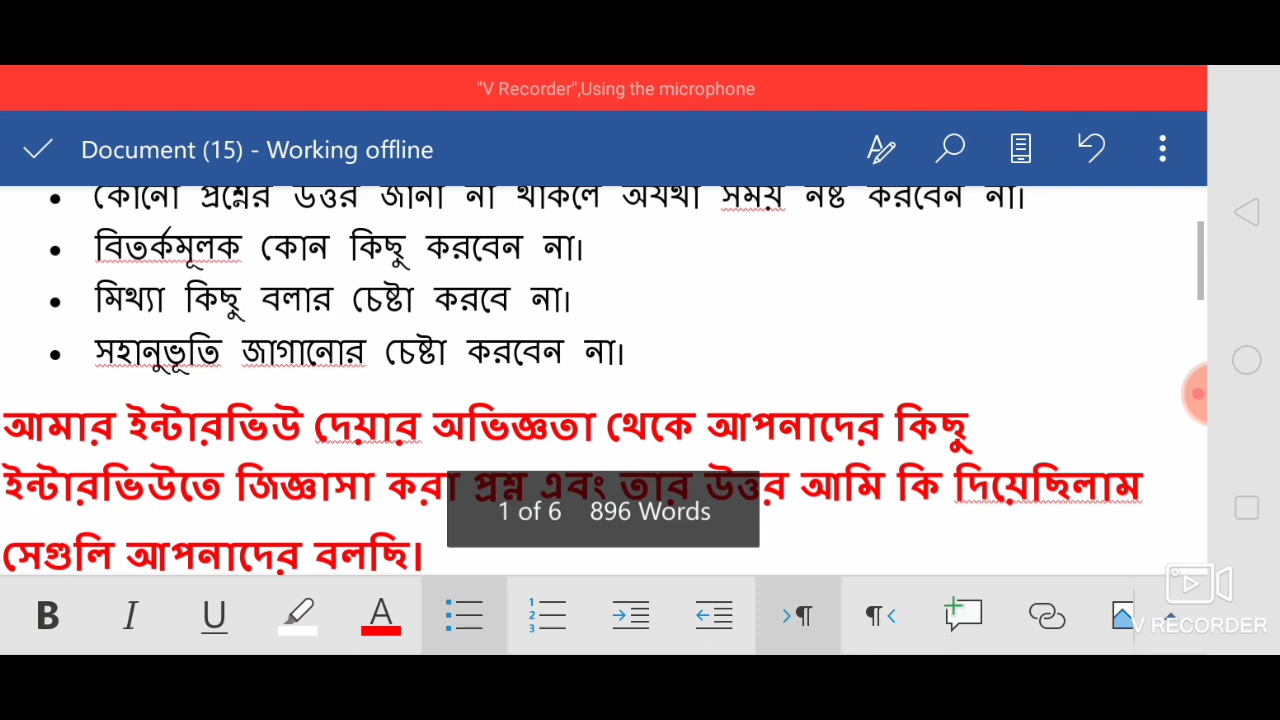 "V Recorder",Using the microphone
Document (15) - Working offline
কোনো প্রশ্নের উত্তর জানা না থাকলে অযথা সময় নষ্ট করবেন না।
বিতর্কমূলক কোন কিছু করবেন না।
মিথ্যা কিছু বলার চেষ্টা করবে না।
সহানুভূতি জাগানোর চেষ্টা করবেন না।
আমার ইন্টারভিউ দেয়ার অভিজ্ঞতা থেকে আপনাদের কিছু
ইন্টারভিউতে জিজ্ঞাসা করা প্রশ্ন এবং তার উত্তর আমি কি দিয়েছিলাম
1 of 6 896 Words
সেগুলি আপনাদের বলছি।
B I U A
V RECORDER